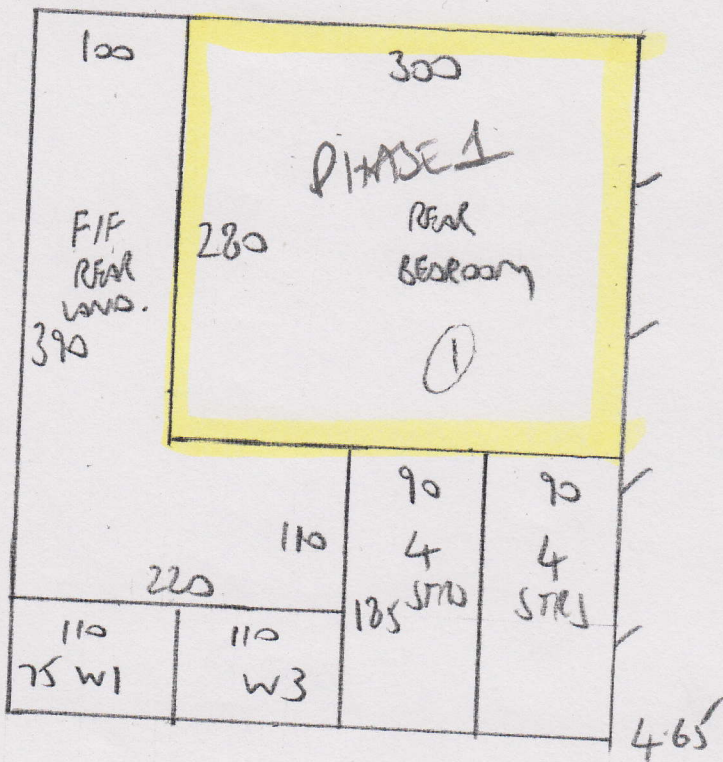 100
300
PHASE 1
F/F
REAR
LAND.
280
REAR
BEDROOM
390
1
90
90
110
4
4
220
185 STRS
STRS
110
110
75 W1
W3
4.65